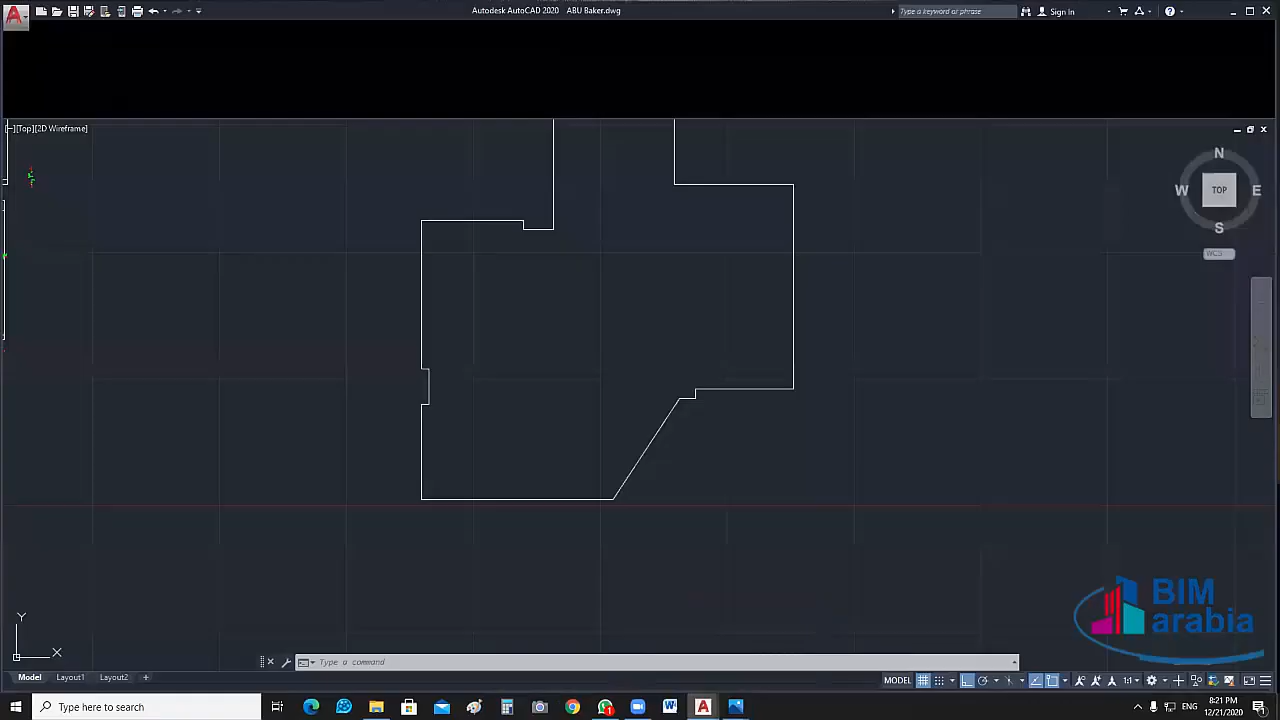 Autodesk AutoCAD 2020 ABU Baker.dwg
Type a keyword or phrase
Sign In
[−][Top][2D Wireframe]
N
W
TOP
E
S
WCS
Y
X
BIM
arabia
Type a command
Model
Layout1
Layout2
MODEL
1:1
Type here to search
8:21 PM
12/21/2020